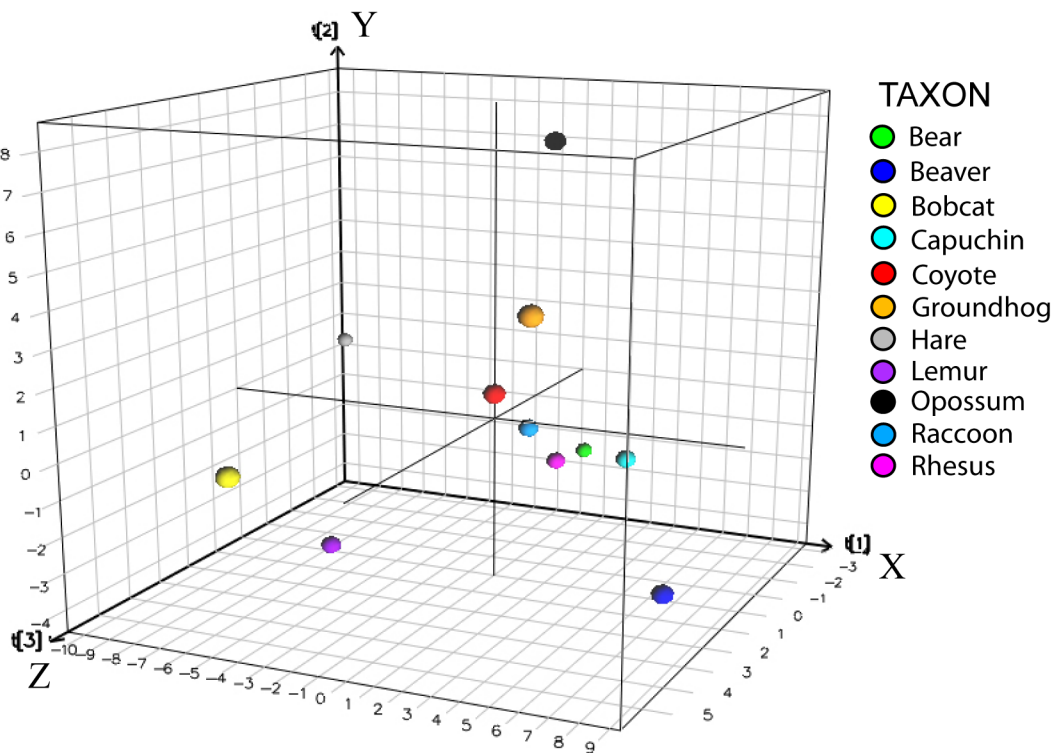 t[2] Y
TAXON
Bear
Beaver
Bobcat
Capuchin
Coyote
Groundhog
Hare
Lemur
Opossum
Raccoon
Rhesus
8
7
6
5
4
3
2
1
0
−1
−2
−3
−4
t[3]
Z
−10 −9 −8 −7 −6 −5 −4 −3 −2 −1 0 1 2 3 4 5 6 7 8 9
t[1]
X
−3
−2
−1
0
1
2
3
4
5